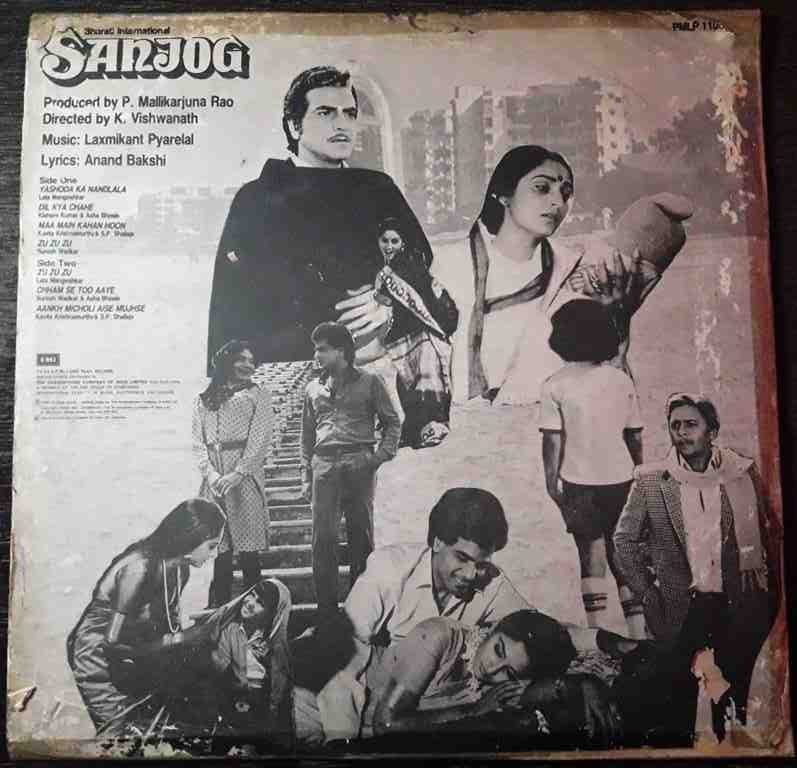 Bharati International
SANJOG
PMLP 11
Produced by P. Mallikarjuna Rao
Directed by K. Vishwanath
Music: Laxmikant Pyarelal
Lyrics: Anand Bakshi
Side One
YASHODA KA NANDLALA
Lata Mangeshkar
DIL KYA CHAHE
Kishore Kumar & Asha Bhosle
MAA MAIN KAHAN HOON
Kavita Krishnamurthy & S.P. Shailaja
ZU ZU ZU
Suresh Wadkar
Side Two
ZU ZU ZU
Lata Mangeshkar
CHHAM SE TOO AAYE
Suresh Wadkar & Asha Bhosle
AANKH MICHOLI AISE MUJHSE
Kavita Krishnamurthy & S.P. Shailaja
EMI